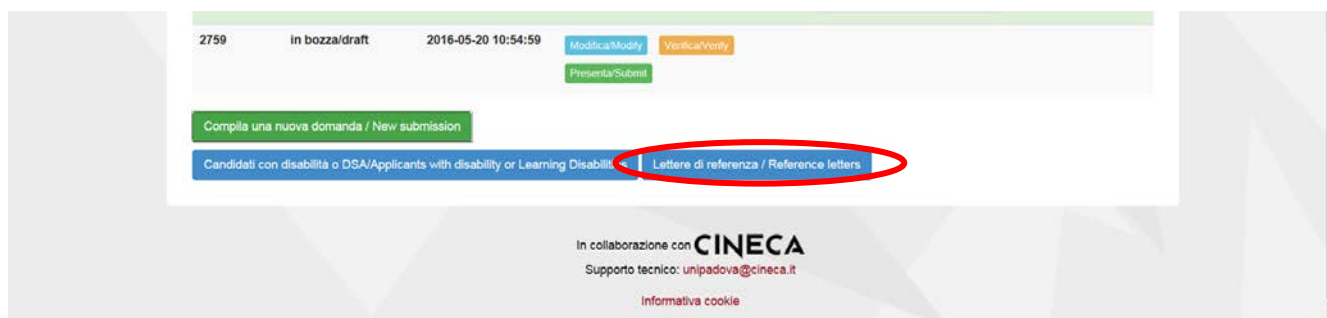 2759 in bozza/draft 2016-05-20 10:54:59 Modifica/Modify Verifica/Verify
Presenta/Submit
Compila una nuova domanda / New submission
Candidati con disabilità o DSA/Applicants with disability or Learning Disabilities Lettere di referenza / Reference letters
In collaborazione con CINECA
Supporto tecnico: unipadova@cineca.it
Informativa cookie